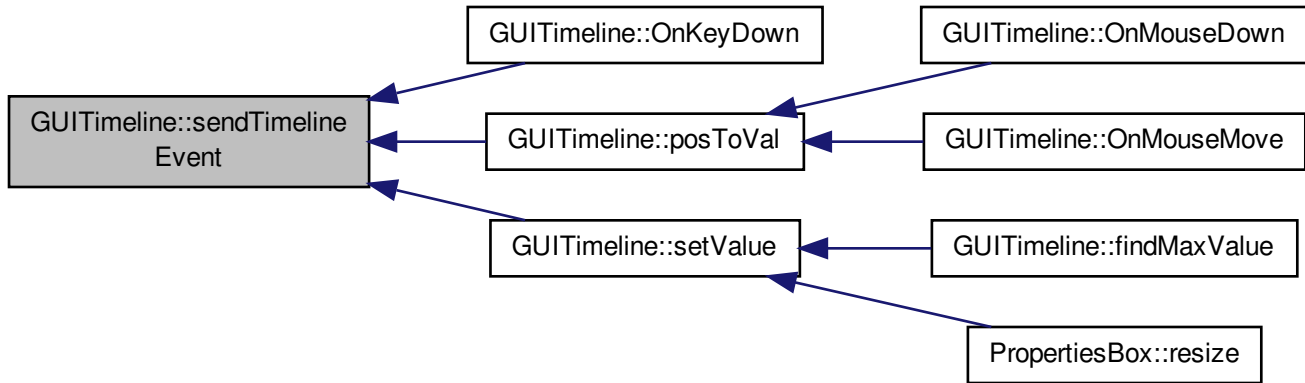 GUITimeline::OnKeyDown
GUITimeline::OnMouseDown
GUITimeline::sendTimeline
Event
GUITimeline::posToVal
GUITimeline::OnMouseMove
GUITimeline::setValue
GUITimeline::findMaxValue
PropertiesBox::resize